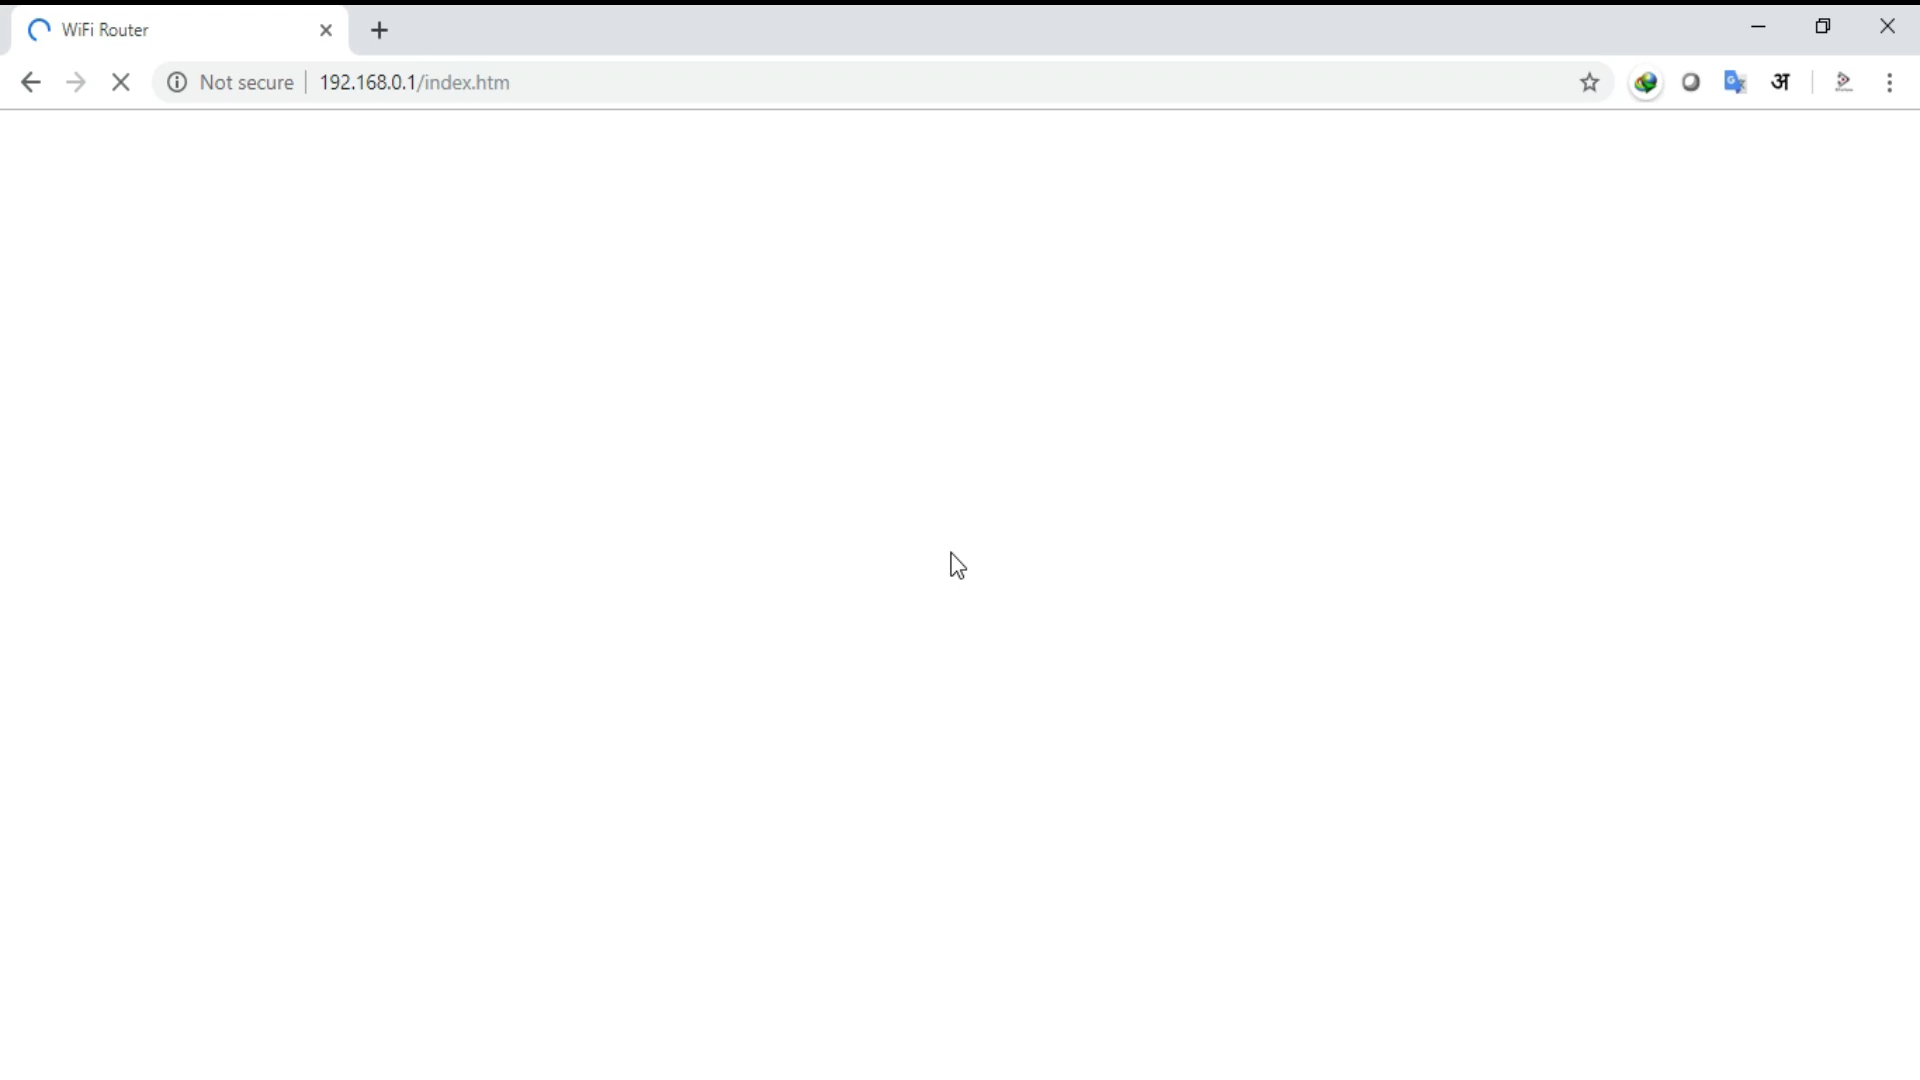 WiFi Router
Not secure 192.168.0.1/index.htm
अ